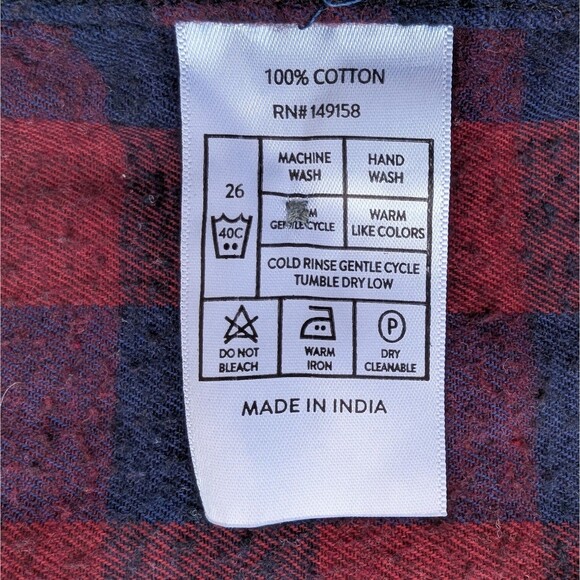 100% COTTON
RN#149158
26
40C
MACHINE
WASH
HAND
WASH
CYCLE
WARM
LIKE COLORS
COLD RINSE GENTLE CYCLE
TUMBLE DRY LOW
DO NOT
BLEACH
WARM
IRON
P
DRY
CLEANABLE
MADE IN INDIA